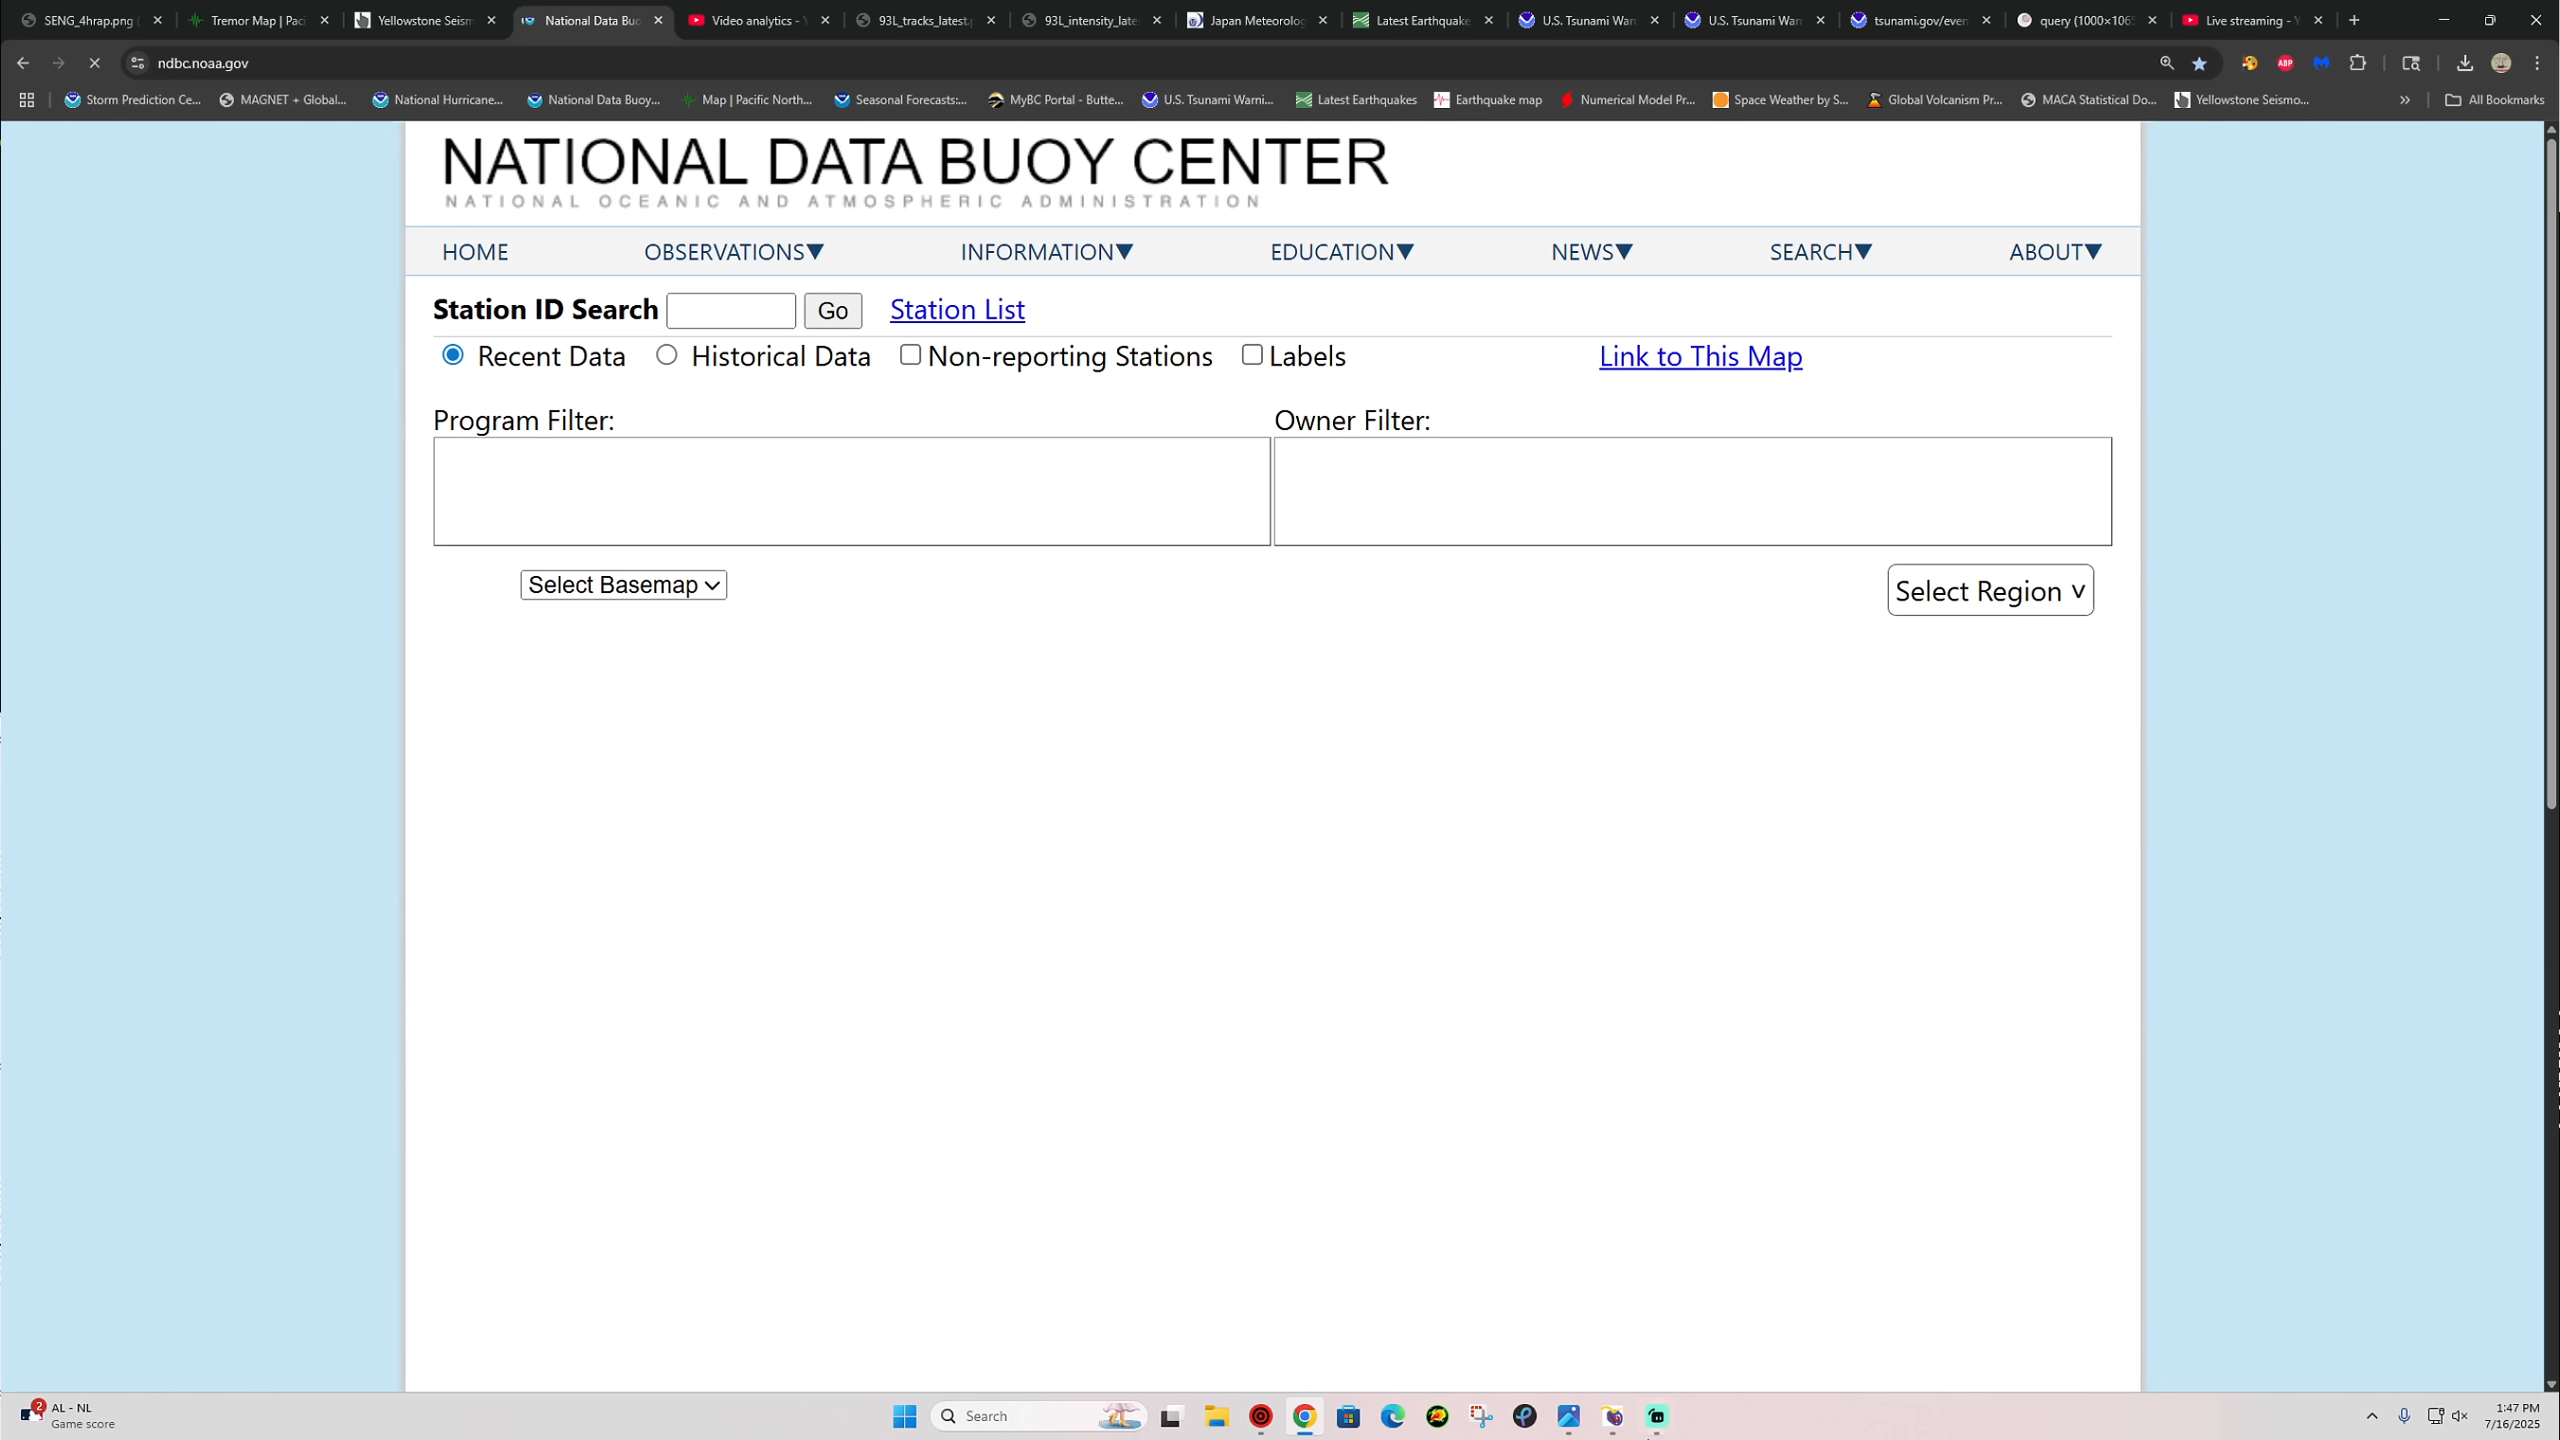 SENG_4hrap.png
Tremor Map | Paci
Yellowstone Seism
National Data Buo
Video analytics - Y
93L_tracks_latest.p
93L_intensity_late
Japan Meteorolog
Latest Earthquake
U.S. Tsunami Warn
U.S. Tsunami Warn
tsunami.gov/even
query (1000×106
Live streaming - Y
ndbc.noaa.gov
ABP
Storm Prediction Ce...
MAGNET + Global...
National Hurricane...
National Data Buoy...
Map | Pacific North...
Seasonal Forecasts:...
MyBC Portal - Butte...
U.S. Tsunami Warni...
Latest Earthquakes
Earthquake map
Numerical Model Pr...
Space Weather by S...
Global Volcanism Pr...
MACA Statistical Do...
Yellowstone Seismo...
All Bookmarks
NATIONAL DATA BUOY CENTER
NATIONAL OCEANIC AND ATMOSPHERIC ADMINISTRATION
HOME OBSERVATIONS▼ INFORMATION▼ EDUCATION▼ NEWS▼ SEARCH▼ ABOUT▼
Station ID Search Go Station List
Recent Data Historical Data Non-reporting Stations Labels Link to This Map
Program Filter: Owner Filter:
Select Basemap Select Region v
2
AL - NL
Game score
Search
1:47 PM
7/16/2025